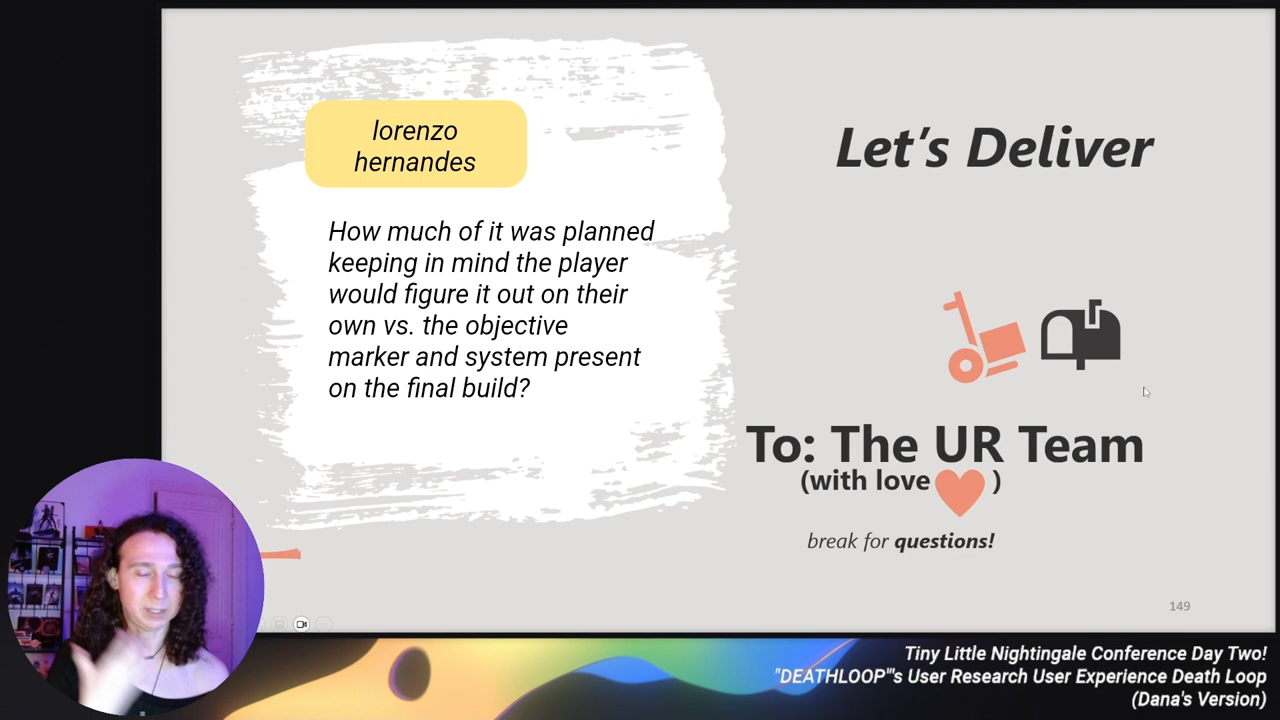 lorenzo
hernandes
How much of it was planned
keeping in mind the player
would figure it out on their
own vs. the objective
marker and system present
on the final build?
Let's Deliver
To: The UR Team
(with love )
break for questions!
149
Tiny Little Nightingale Conference Day Two!
"DEATHLOOP"'s User Research User Experience Death Loop
(Dana's Version)